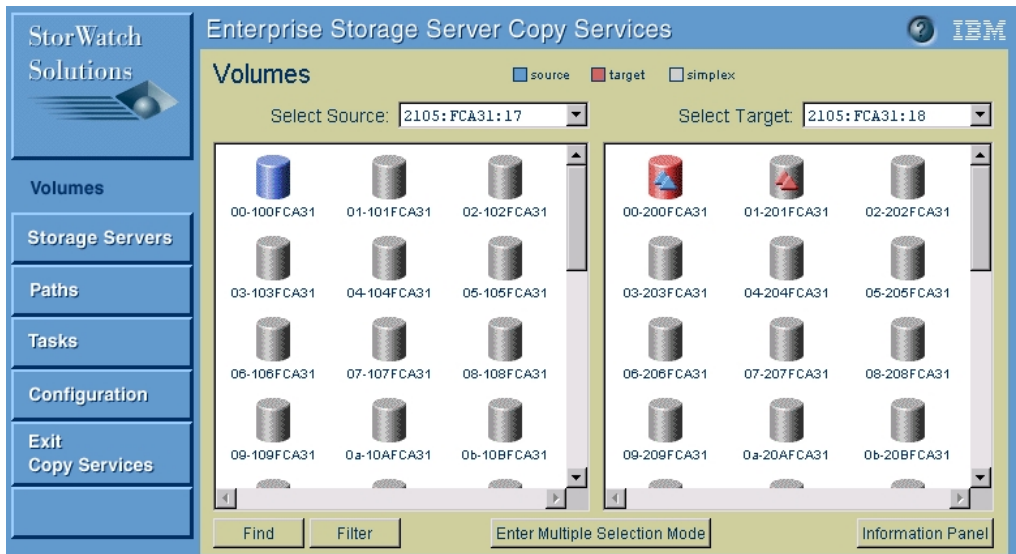 StorWatch
Solutions
Enterprise Storage Server Copy Services
? IBM
Volumes
source target simplex
Select Source: 2105:FCA31:17
Select Target: 2105:FCA31:18
Volumes
Storage Servers
Paths
Tasks
Configuration
Exit
Copy Services
00-100FCA31 01-101FCA31 02-102FCA31
03-103FCA31 04-104FCA31 05-105FCA31
06-106FCA31 07-107FCA31 08-108FCA31
09-109FCA31 0a-10AFCA31 0b-10BFCA31
00-200FCA31 01-201FCA31 02-202FCA31
03-203FCA31 04-204FCA31 05-205FCA31
06-206FCA31 07-207FCA31 08-208FCA31
09-209FCA31 0a-20AFCA31 0b-20BFCA31
Find Filter Enter Multiple Selection Mode Information Panel